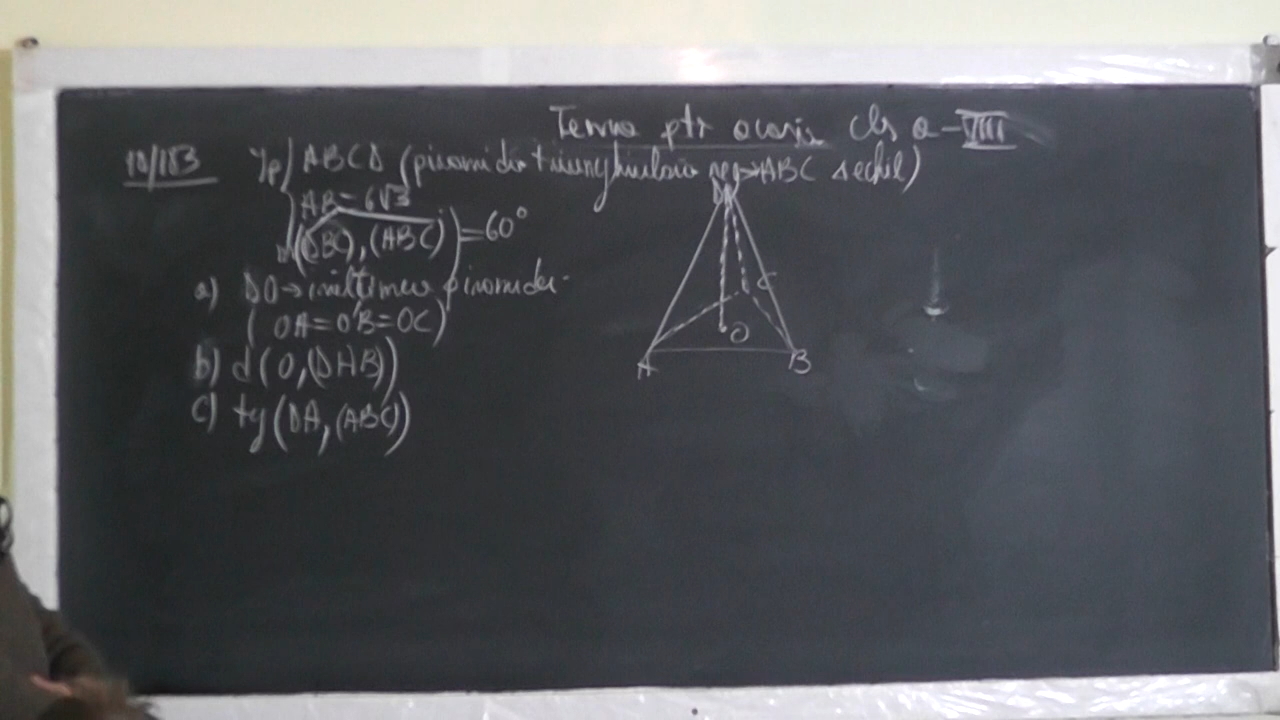 Tema ptr acasă cls a-VIII
10/183 Ip/ ABCD (piramidă triunghiulară reg→ABC echil)
AB=6√3
m((DBC),(ABC))=60°
a) DO→înălțimea piramidei
(OA=OB=OC)
b) d(O,(DAB))
c) tg(DA,(ABC))
D
C
O
A
B